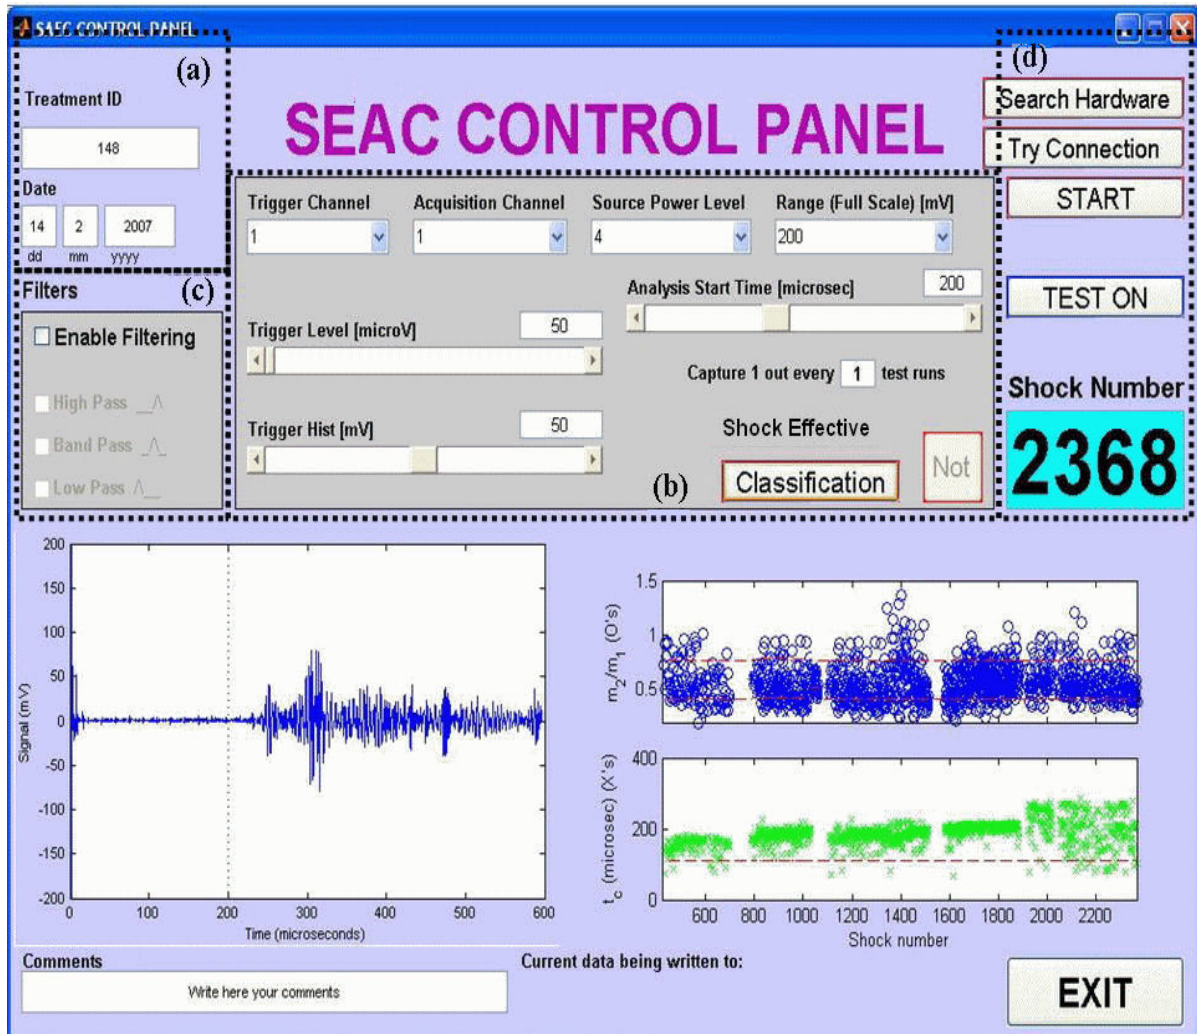 SAEC CONTROL PANEL
(a)
Treatment ID
148
Date
14 2 2007
dd mm yyyy
SEAC CONTROL PANEL
(d)
Search Hardware
Try Connection
START
TEST ON
Shock Number
2368
Trigger Channel Acquisition Channel Source Power Level Range (Full Scale) [mV]
1 1 4 200
Analysis Start Time [microsec] 200
Trigger Level [microV] 50
Capture 1 out every 1 test runs
Trigger Hist [mV] 50
Shock Effective
Classification
Not
(b)
Filters
(c)
Enable Filtering
High Pass __/\
Band Pass _/\_
Low Pass /\__
Signal (mV)
200
150
100
50
0
-50
-100
-150
-200
0 100 200 300 400 500 600
Time (microseconds)
m2/m1 (O's)
1.5
1
0.5
tc (microsec) (X's)
400
200
0
600 800 1000 1200 1400 1600 1800 2000 2200
Shock number
Comments
Write here your comments
Current data being written to:
EXIT